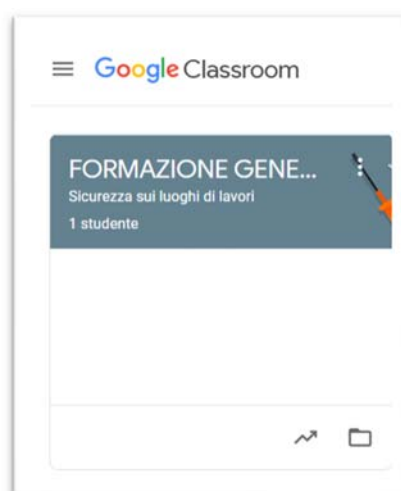 Google Classroom
FORMAZIONE GENE...
Sicurezza sui luoghi di lavori
1 studente